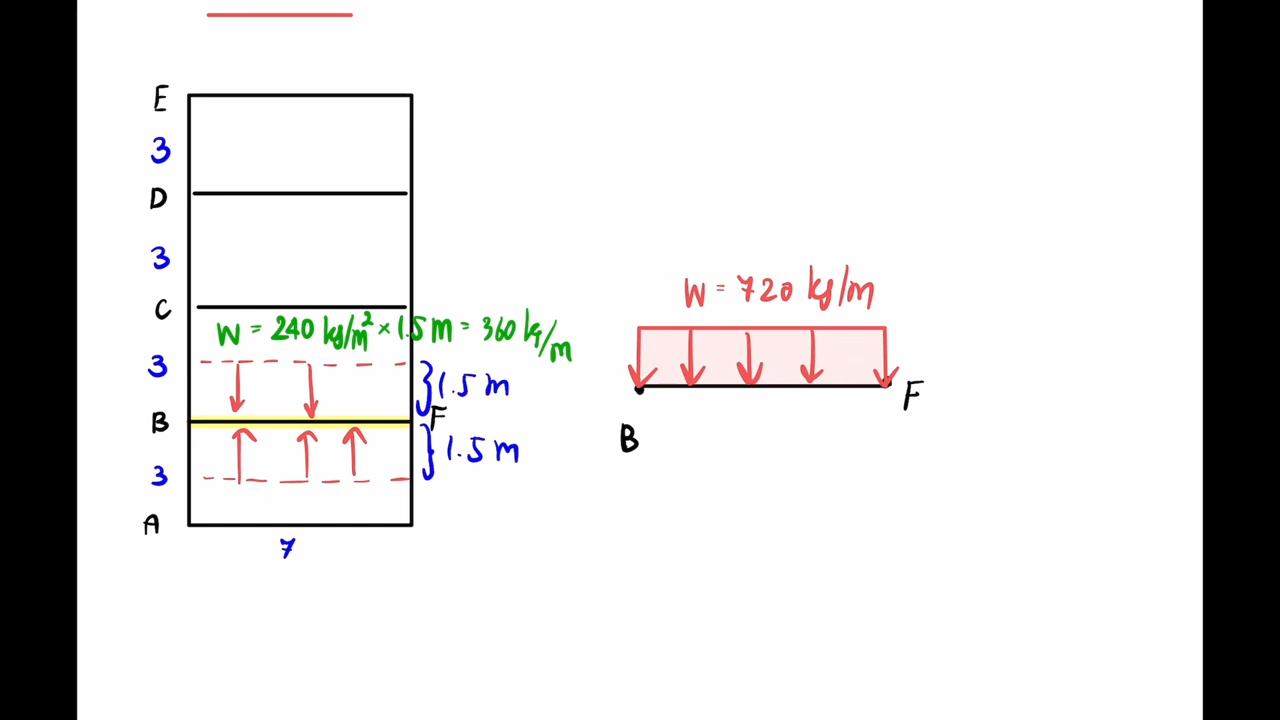 E
3
D
3
C
W = 240 kg/m² × 1.5 m = 360 kg/m
W = 720 kg/m
3
1.5 m
B
F
1.5 m
3
A
7
B
F